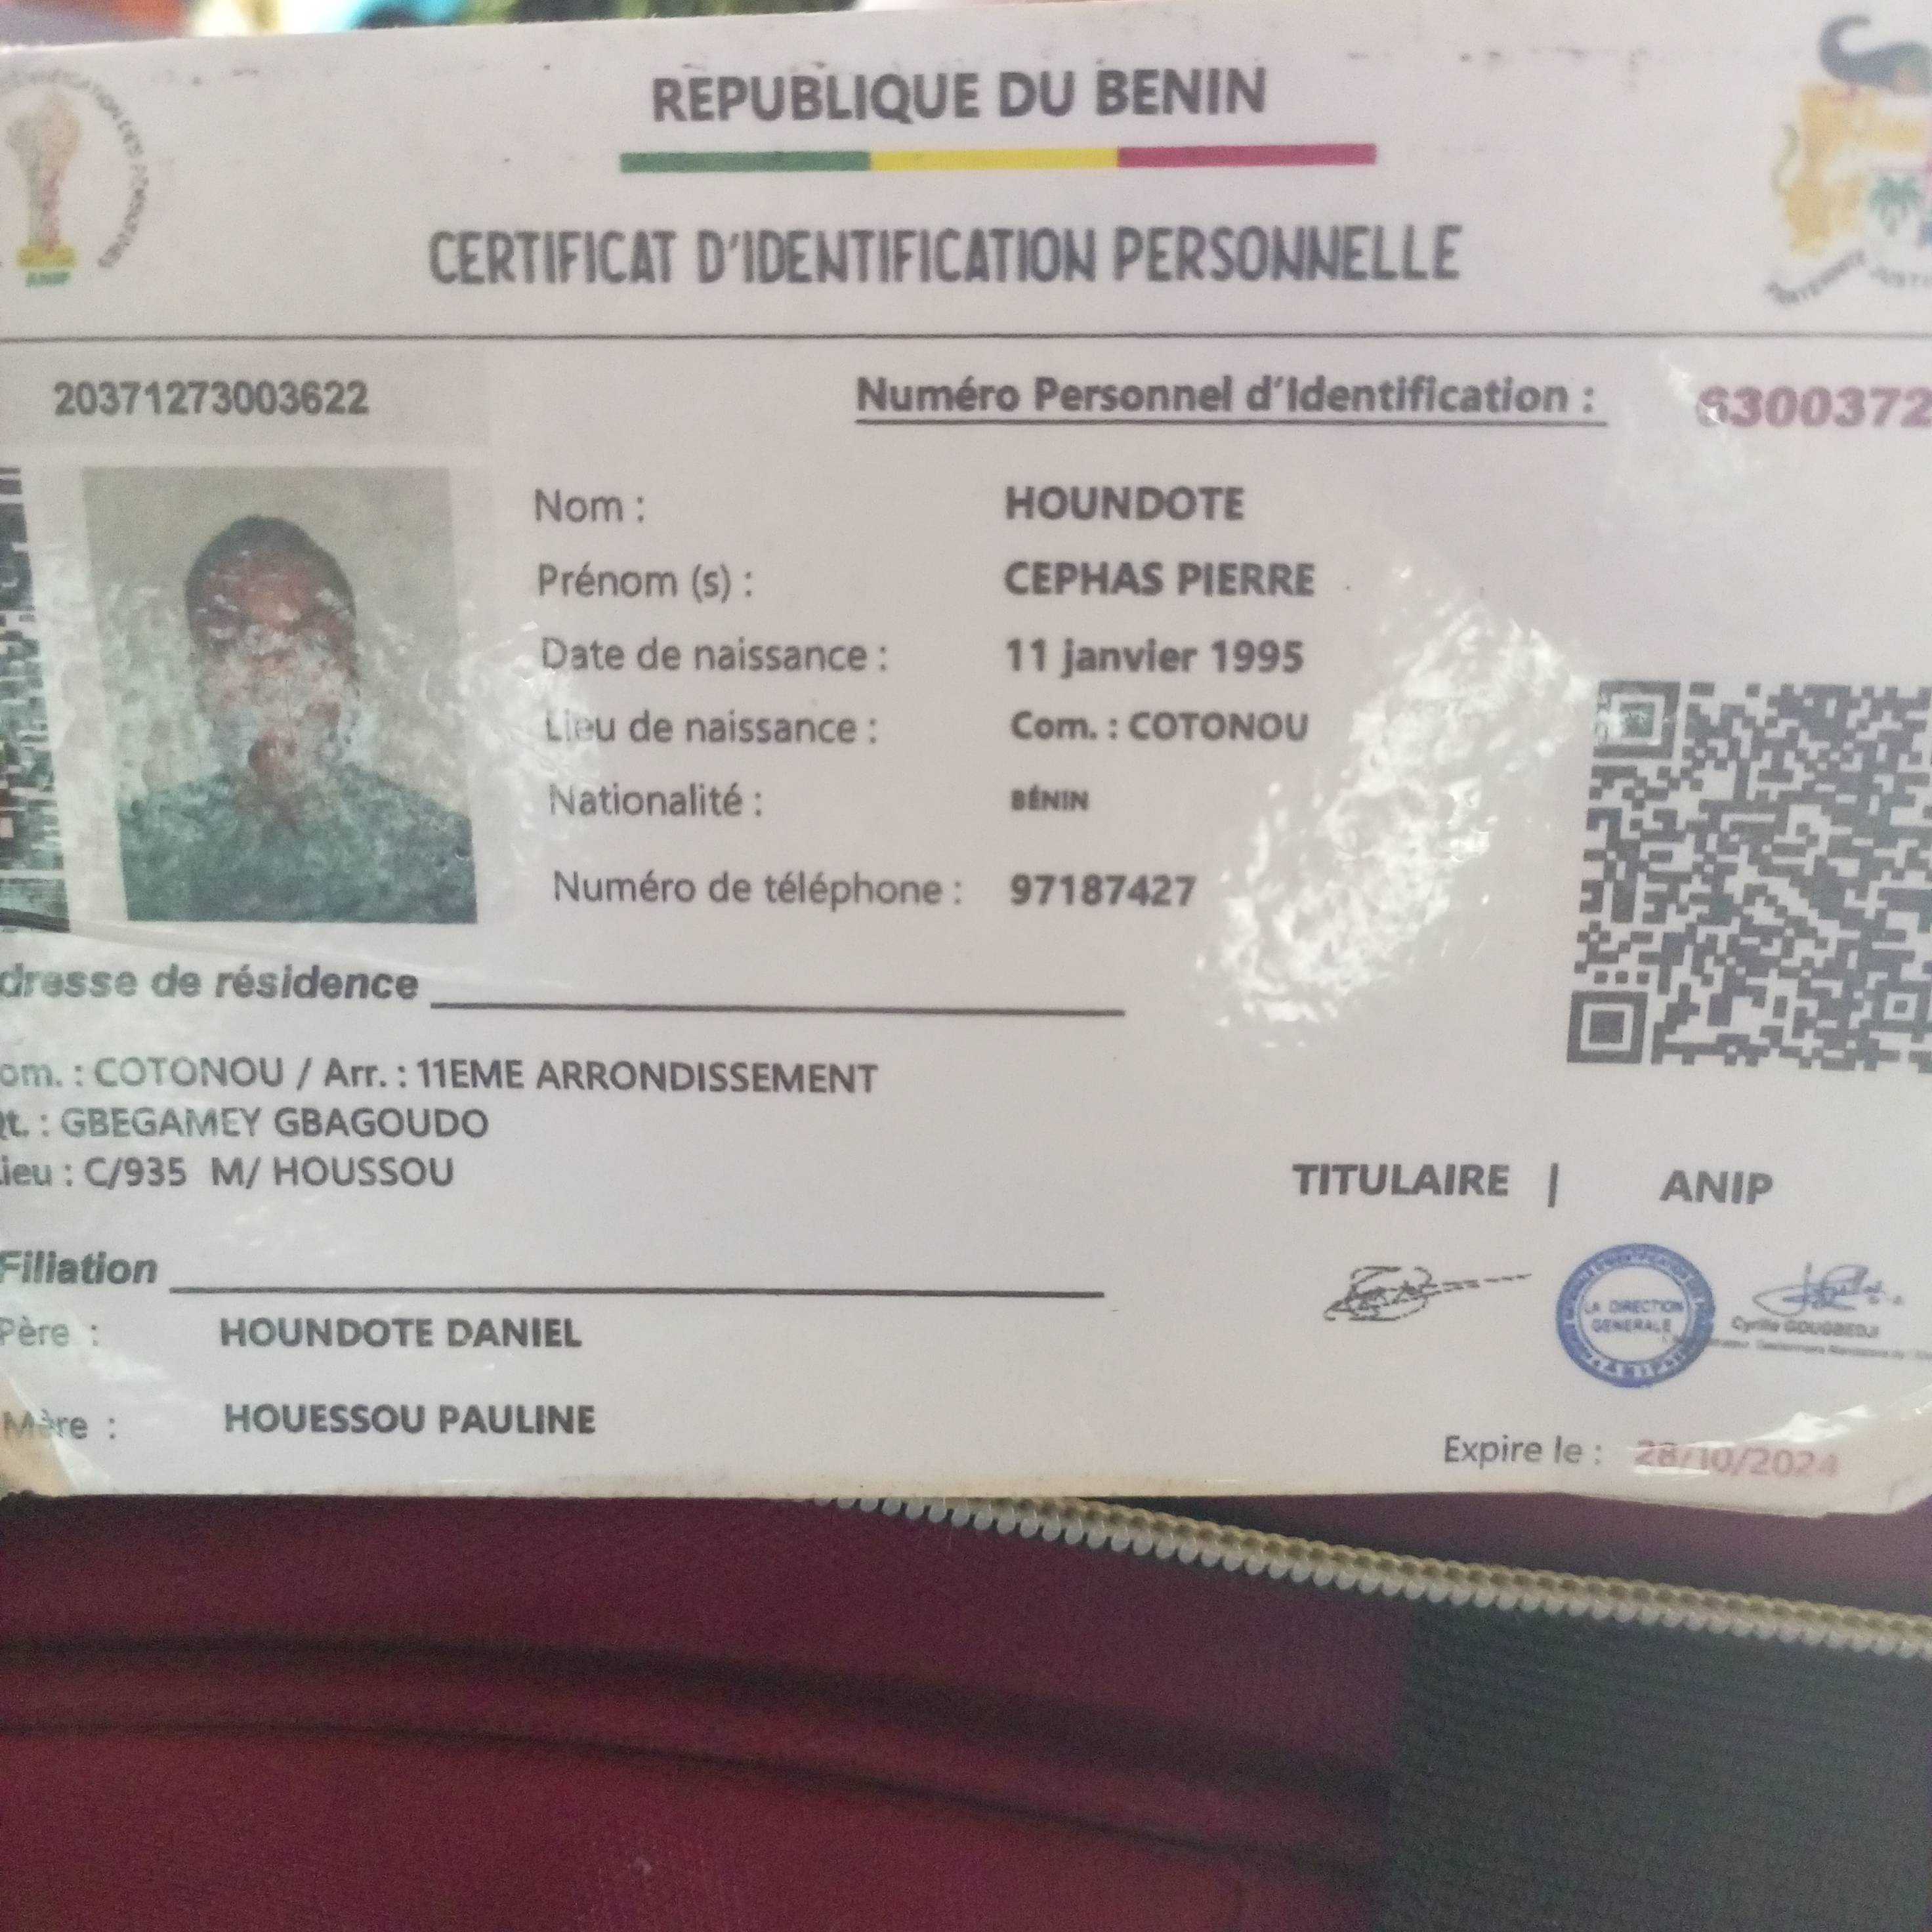 REPUBLIQUE DU BENIN
CERTIFICAT D'IDENTIFICATION PERSONNELLE
ANIP
20371273003622
Numéro Personnel d'Identification : 6300372
Nom : HOUNDOTE
Prénom (s) : CEPHAS PIERRE
Date de naissance : 11 janvier 1995
Lieu de naissance : Com. : COTONOU
Nationalité : BÉNIN
Numéro de téléphone : 97187427
dresse de résidence
om. : COTONOU / Arr. : 11EME ARRONDISSEMENT
t. : GBEGAMEY GBAGOUDO
ieu : C/935 M/ HOUSSOU
TITULAIRE | ANIP
Filiation
LA DIRECTION
GENERALE
Cyrille GOUGBEDJI
Père : HOUNDOTE DANIEL
Mère : HOUESSOU PAULINE
Expire le : 28/10/2024